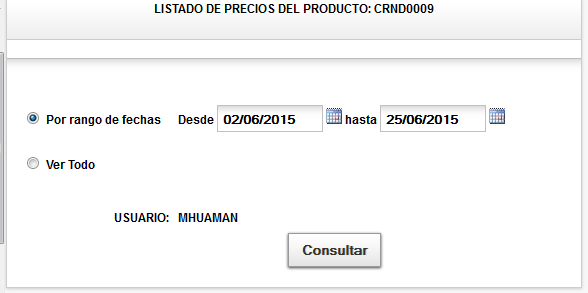 LISTADO DE PRECIOS DEL PRODUCTO: CRND0009
Por rango de fechas Desde 02/06/2015 hasta 25/06/2015
Ver Todo
USUARIO: MHUAMAN
Consultar